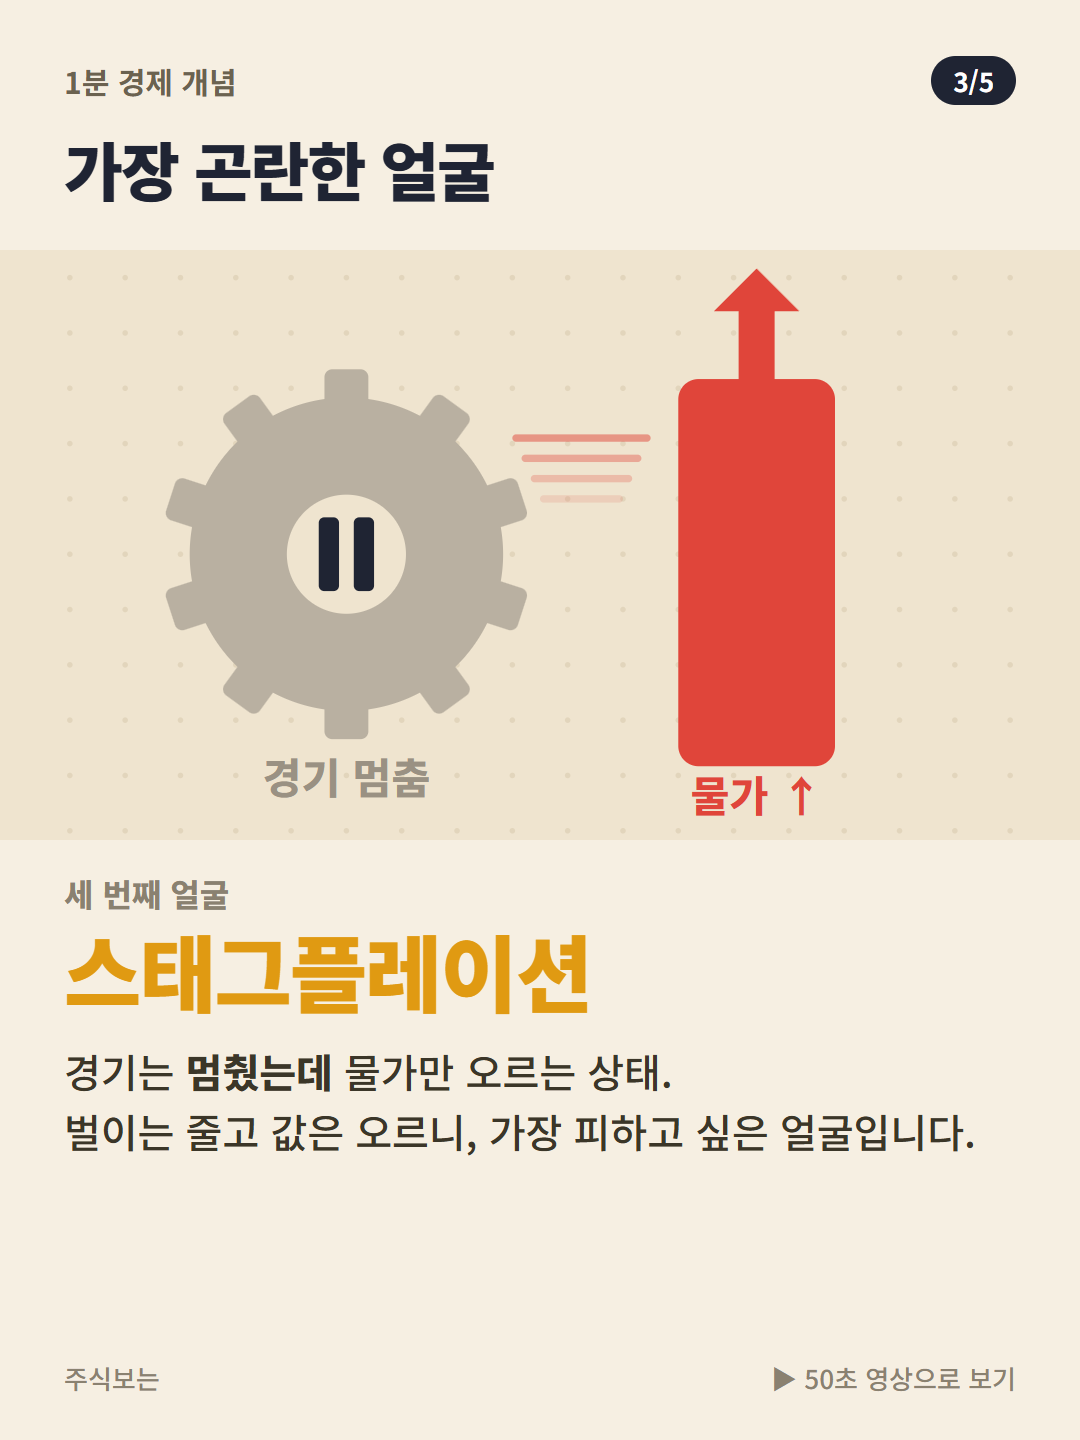 1분 경제 개념
3/5
가장 곤란한 얼굴
경기 멈춤
물가 ↑
세 번째 얼굴
스태그플레이션
경기는 멈췄는데 물가만 오르는 상태.
벌이는 줄고 값은 오르니, 가장 피하고 싶은 얼굴입니다.
주식보는
▶ 50초 영상으로 보기